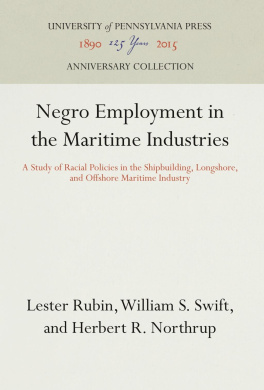 UNIVERSITY of PENNSYLVANIA PRESS
1890 125 Years 2015
ANNIVERSARY COLLECTION
Negro Employment in
the Maritime Industries
A Study of Racial Policies in the Shipbuilding, Longshore,
and Offshore Maritime Industry
Lester Rubin, William S. Swift,
and Herbert R. Northrup